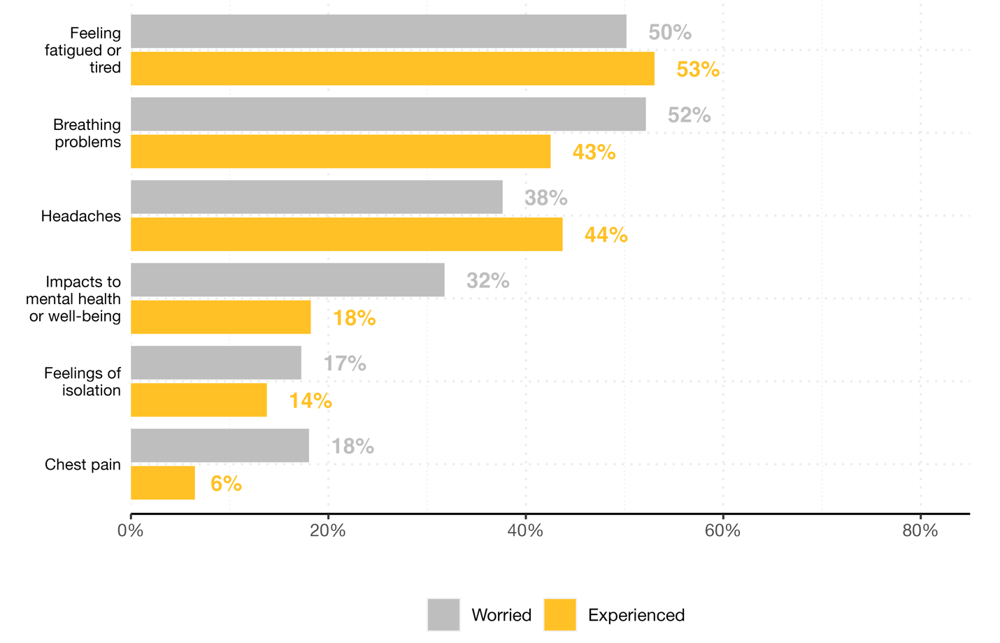 Feeling
fatigued or
tired
50%
53%
Breathing
problems
52%
43%
Headaches
38%
44%
Impacts to
mental health
or well-being
32%
18%
Feelings of
isolation
17%
14%
Chest pain
18%
6%
0% 20% 40% 60% 80%
Worried Experienced